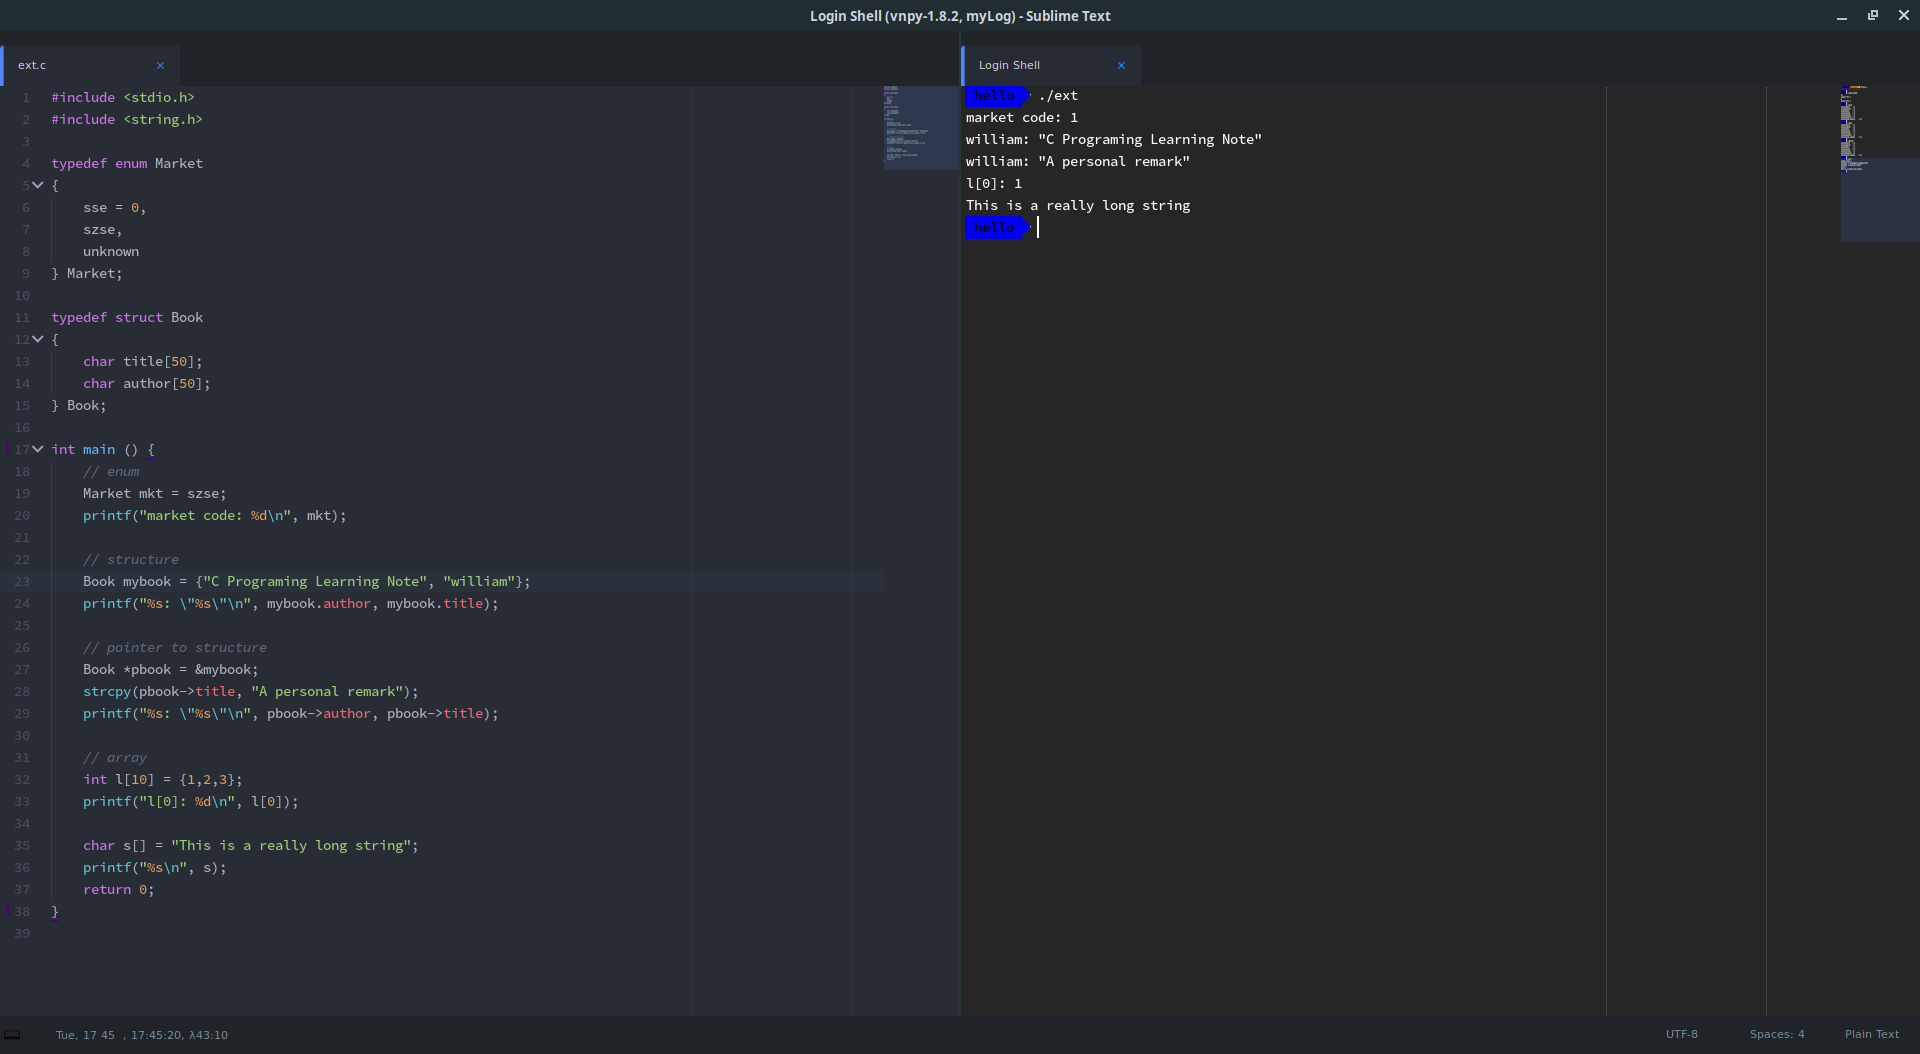 Login Shell (vnpy-1.8.2, myLog) - Sublime Text
ext.c
1 #include <stdio.h>
2 #include <string.h>
3
4 typedef enum Market
5 {
6     sse = 0,
7     szse,
8     unknown
9 } Market;
10
11 typedef struct Book
12 {
13     char title[50];
14     char author[50];
15 } Book;
16
17 int main () {
18     // enum
19     Market mkt = szse;
20     printf("market code: %d\n", mkt);
21
22     // structure
23     Book mybook = {"C Programing Learning Note", "william"};
24     printf("%s: \"%s\"\n", mybook.author, mybook.title);
25
26     // pointer to structure
27     Book *pbook = &mybook;
28     strcpy(pbook->title, "A personal remark");
29     printf("%s: \"%s\"\n", pbook->author, pbook->title);
30
31     // array
32     int l[10] = {1,2,3};
33     printf("l[0]: %d\n", l[0]);
34
35     char s[] = "This is a really long string";
36     printf("%s\n", s);
37     return 0;
38 }
39
Login Shell
hello ./ext
market code: 1
william: "C Programing Learning Note"
william: "A personal remark"
l[0]: 1
This is a really long string
hello
Tue, 17 45 , 17:45:20, λ43:10
UTF-8
Spaces: 4
Plain Text